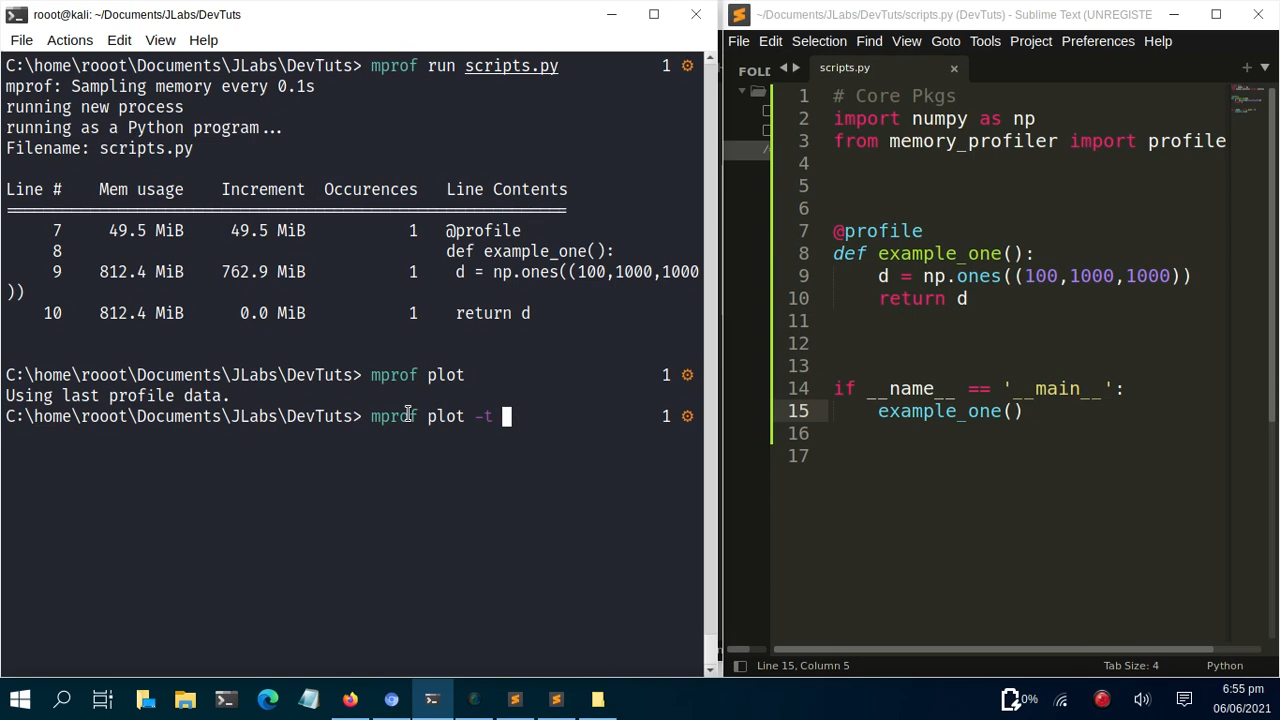 rooot@kali: ~/Documents/JLabs/DevTuts
File Actions Edit View Help
C:\home\rooot\Documents\JLabs\DevTuts> mprof run scripts.py 1
mprof: Sampling memory every 0.1s
running new process
running as a Python program...
Filename: scripts.py
Line # Mem usage Increment Occurences Line Contents
=============================================================
7 49.5 MiB 49.5 MiB 1 @profile
8 def example_one():
9 812.4 MiB 762.9 MiB 1 d = np.ones((100,1000,1000
))
10 812.4 MiB 0.0 MiB 1 return d
C:\home\rooot\Documents\JLabs\DevTuts> mprof plot 1
Using last profile data.
C:\home\rooot\Documents\JLabs\DevTuts> mprof plot -t 1
~/Documents/JLabs/DevTuts/scripts.py (DevTuts) - Sublime Text (UNREGISTE
File Edit Selection Find View Goto Tools Project Preferences Help
FOLD
scripts.py
1 # Core Pkgs
2 import numpy as np
3 from memory_profiler import profile
4
5
6
7 @profile
8 def example_one():
9 d = np.ones((100,1000,1000))
10 return d
11
12
13
14 if __name__ == '__main__':
15 example_one()
16
17
Line 15, Column 5 Tab Size: 4 Python
0%
6:55 pm
06/06/2021